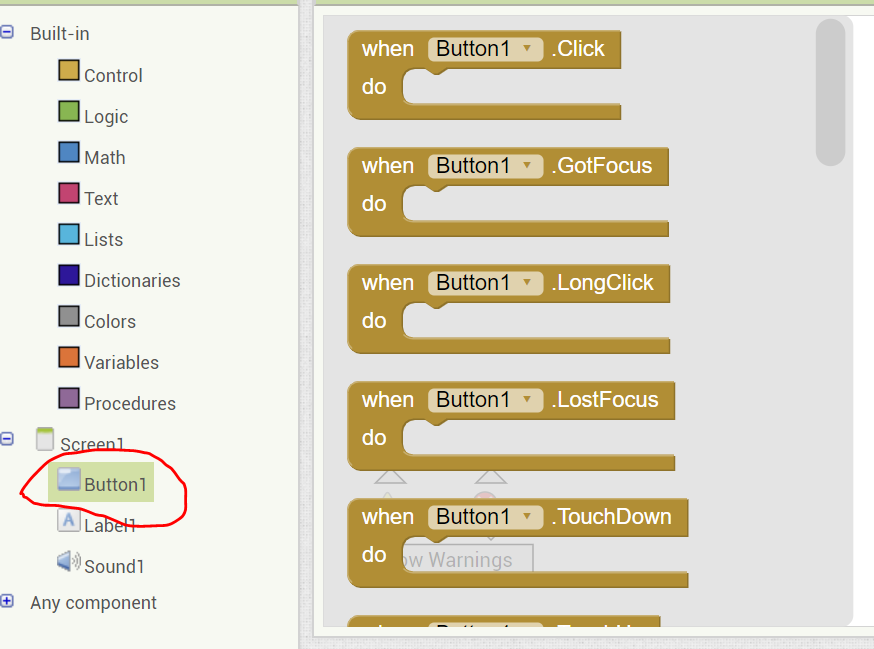 Built-in
Control
Logic
Math
Text
Lists
Dictionaries
Colors
Variables
Procedures
Screen1
Button1
Label1
Sound1
Any component
when Button1 .Click
do
when Button1 .GotFocus
do
when Button1 .LongClick
do
when Button1 .LostFocus
do
when Button1 .TouchDown
do
Warnings